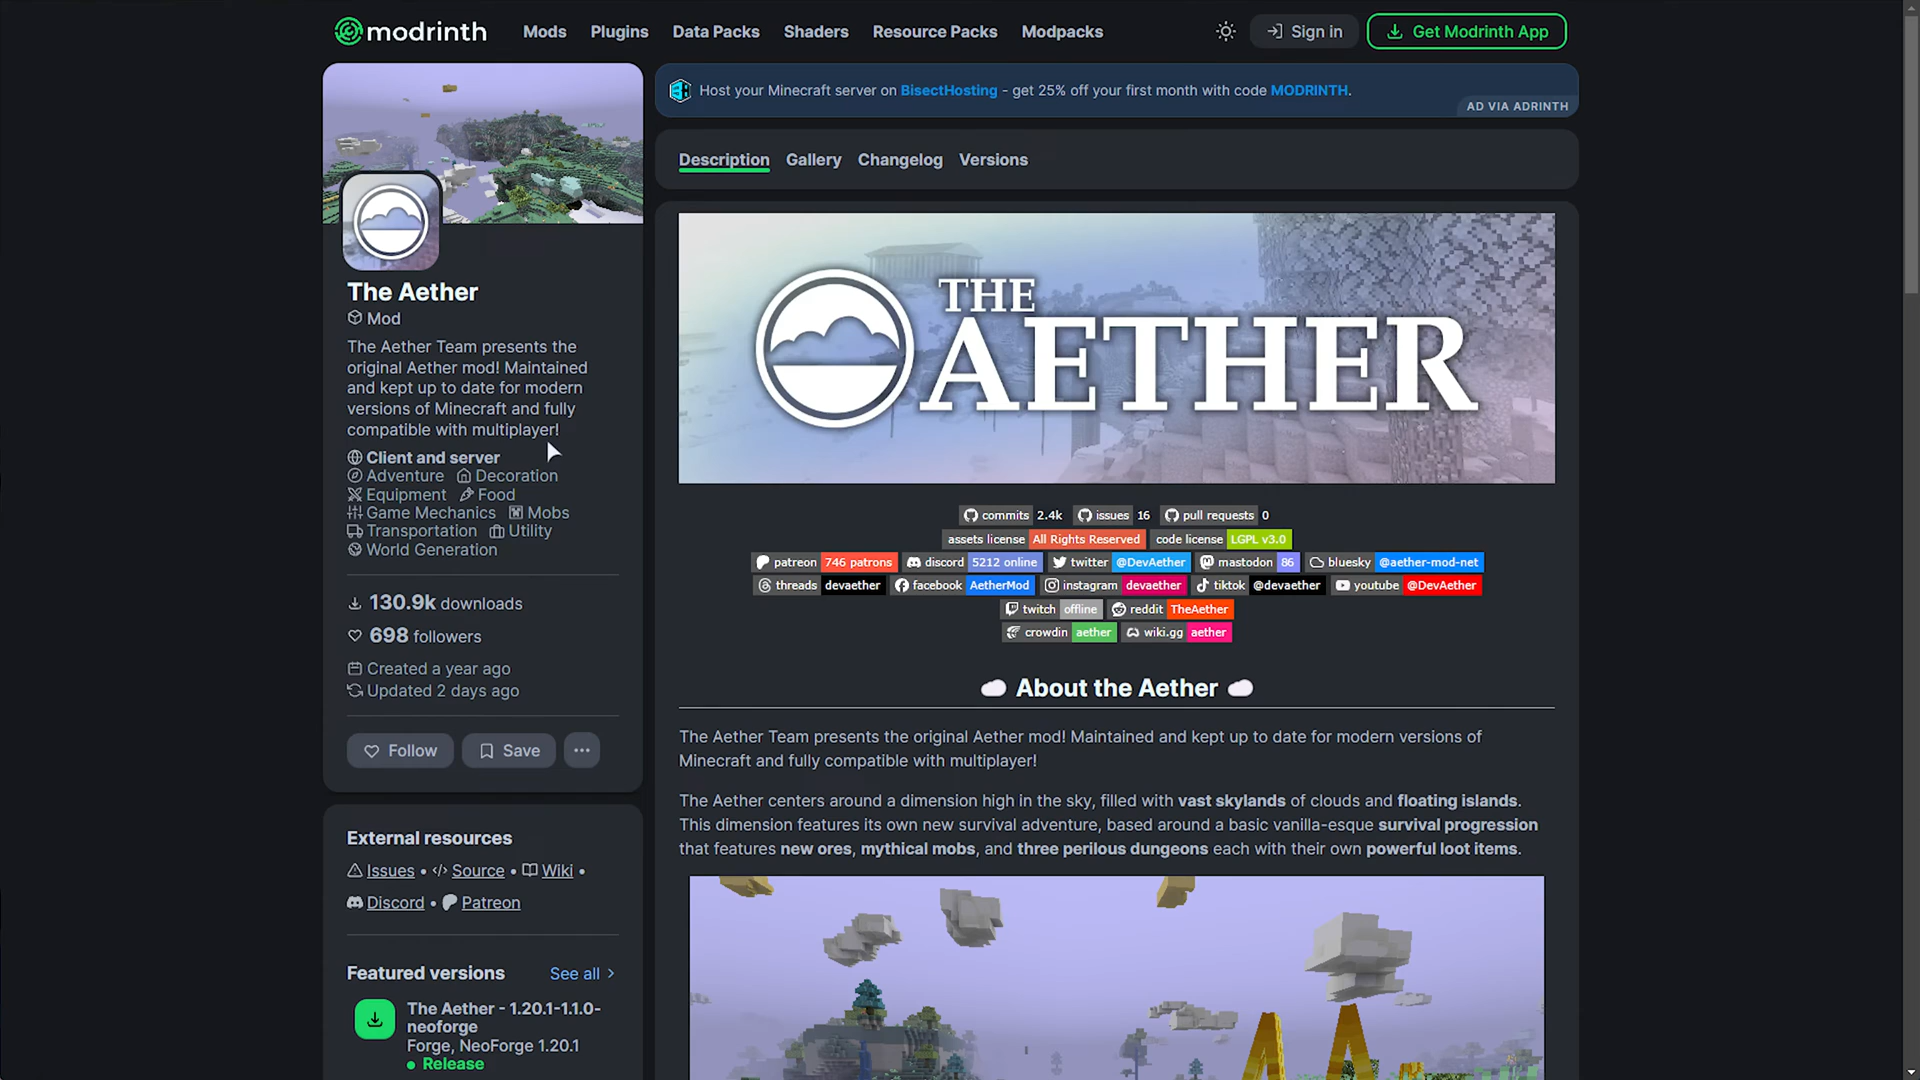 modrinth Mods Plugins Data Packs Shaders Resource Packs Modpacks Sign in Get Modrinth App
Host your Minecraft server on BisectHosting - get 25% off your first month with code MODRINTH.
AD VIA ADRINTH
Description Gallery Changelog Versions
THE
AETHER
The Aether
Mod
The Aether Team presents the
original Aether mod! Maintained
and kept up to date for modern
versions of Minecraft and fully
compatible with multiplayer!
Client and server
Adventure Decoration
Equipment Food
Game Mechanics Mobs
Transportation Utility
World Generation
130.9k downloads
698 followers
Created a year ago
Updated 2 days ago
Follow Save
External resources
Issues • Source • Wiki •
Discord • Patreon
Featured versions See all
The Aether - 1.20.1-1.1.0-
neoforge
Forge, NeoForge 1.20.1
• Release
commits 2.4k issues 16 pull requests 0
assets license All Rights Reserved code license LGPL v3.0
patreon 746 patrons discord 5212 online twitter @DevAether mastodon 86 bluesky @aether-mod-net
threads devaether facebook AetherMod instagram devaether tiktok @devaether youtube @DevAether
twitch offline reddit TheAether
crowdin aether wiki.gg aether
About the Aether
The Aether Team presents the original Aether mod! Maintained and kept up to date for modern versions of
Minecraft and fully compatible with multiplayer!
The Aether centers around a dimension high in the sky, filled with vast skylands of clouds and floating islands.
This dimension features its own new survival adventure, based around a basic vanilla-esque survival progression
that features new ores, mythical mobs, and three perilous dungeons each with their own powerful loot items.